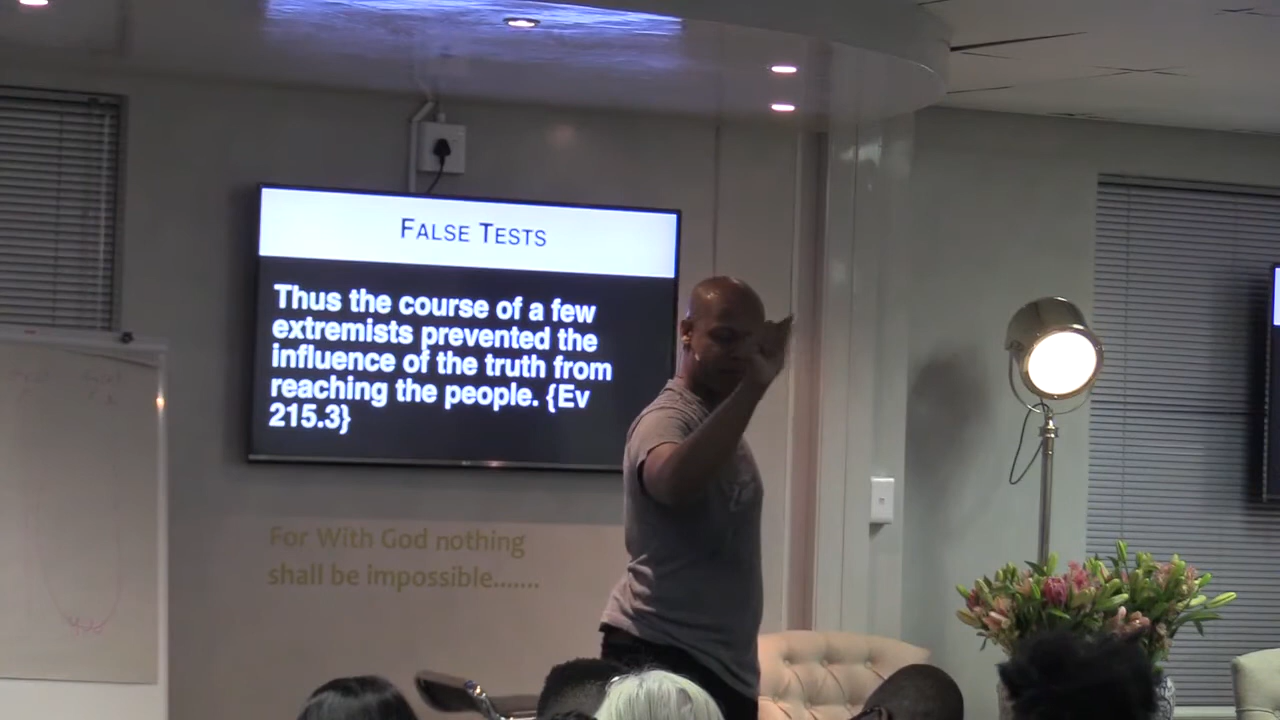 FALSE TESTS
Thus the course of a few
extremists prevented the
influence of the truth from
reaching the people. {Ev
215.3}
For With God nothing
shall be impossible.......